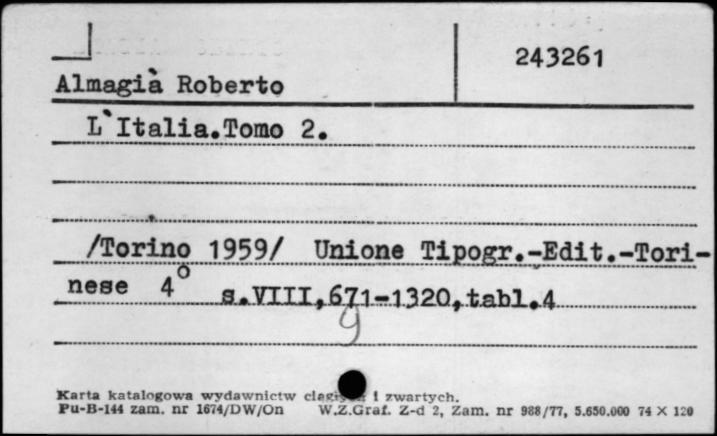 243261
Almagià Roberto
L`Italia.Tomo 2.
/Torino 1959/ Unione Tipogr.-Edit.-Tori-
nese 4° s.VIII,671-1320,tabl.4
9
Karta katalogowa wydawnictw ciągłych i zwartych.
Pu-B-144 zam. nr 1674/DW/On W.Z.Graf. Z-d 2, Zam. nr 988/77, 5.650.000 74 X 120